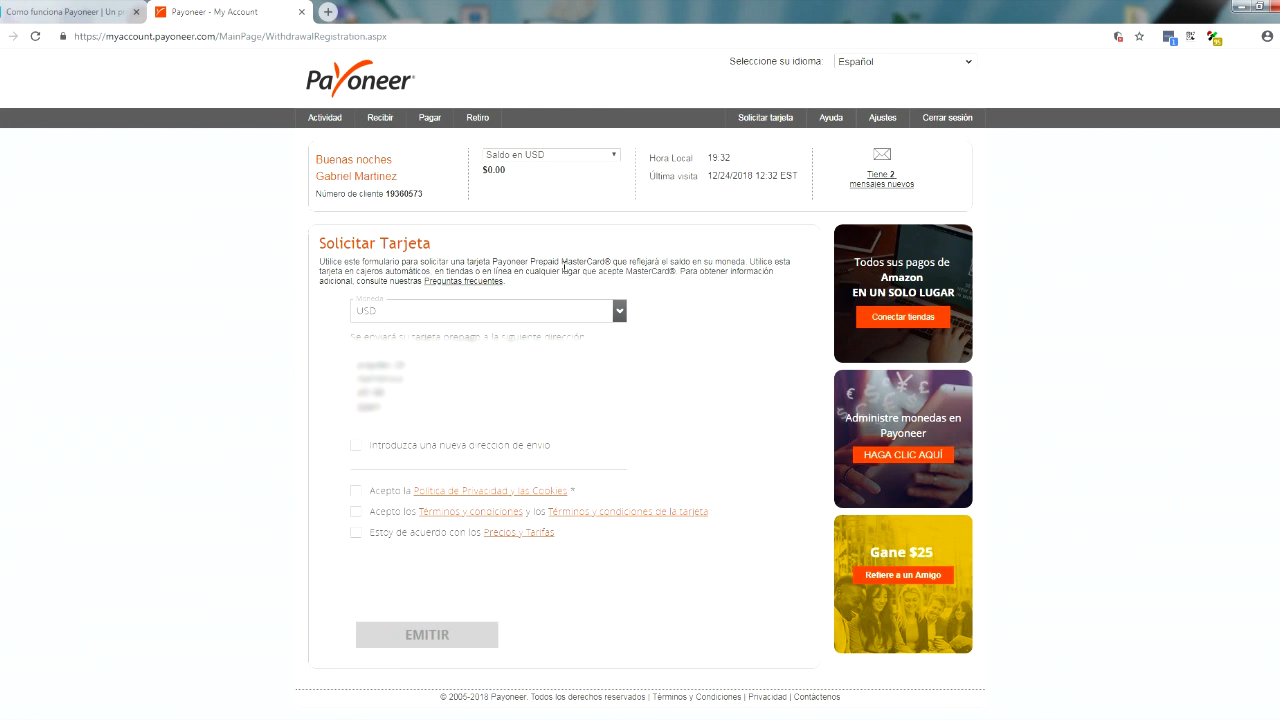 Como funciona Payoneer | Un pr
Payoneer - My Account
https://myaccount.payoneer.com/MainPage/WithdrawalRegistration.aspx
Seleccione su idioma: Español
Payoneer
Actividad Recibir Pagar Retiro Solicitar tarjeta Ayuda Ajustes Cerrar sesión
Buenas noches
Gabriel Martinez
Número de cliente 19360573
Saldo en USD
$0.00
Hora Local 19.32
Última visita 12/24/2018 12:32 EST
Tiene 2
mensajes nuevos
Solicitar Tarjeta
Utilice este formulario para solicitar una tarjeta Payoneer Prepaid MasterCard® que reflejará el saldo en su moneda. Utilice esta
tarjeta en cajeros automáticos, en tiendas o en línea en cualquier lugar que acepte MasterCard®. Para obtener información
adicional, consulte nuestras Preguntas frecuentes.
Moneda
USD
Se enviará su tarjeta prepago a la siguiente dirección
Introduzca una nueva dirección de envío
Acepto la Política de Privacidad y las Cookies *
Acepto los Términos y condiciones y los Términos y condiciones de la tarjeta
Estoy de acuerdo con los Precios y Tarifas
EMITIR
Todos sus pagos de
Amazon
EN UN SOLO LUGAR
Conectar tiendas
Administre monedas en
Payoneer
HAGA CLIC AQUÍ
Gane $25
Refiere a un Amigo
© 2005-2018 Payoneer. Todos los derechos reservados | Términos y Condiciones | Privacidad | Contáctenos